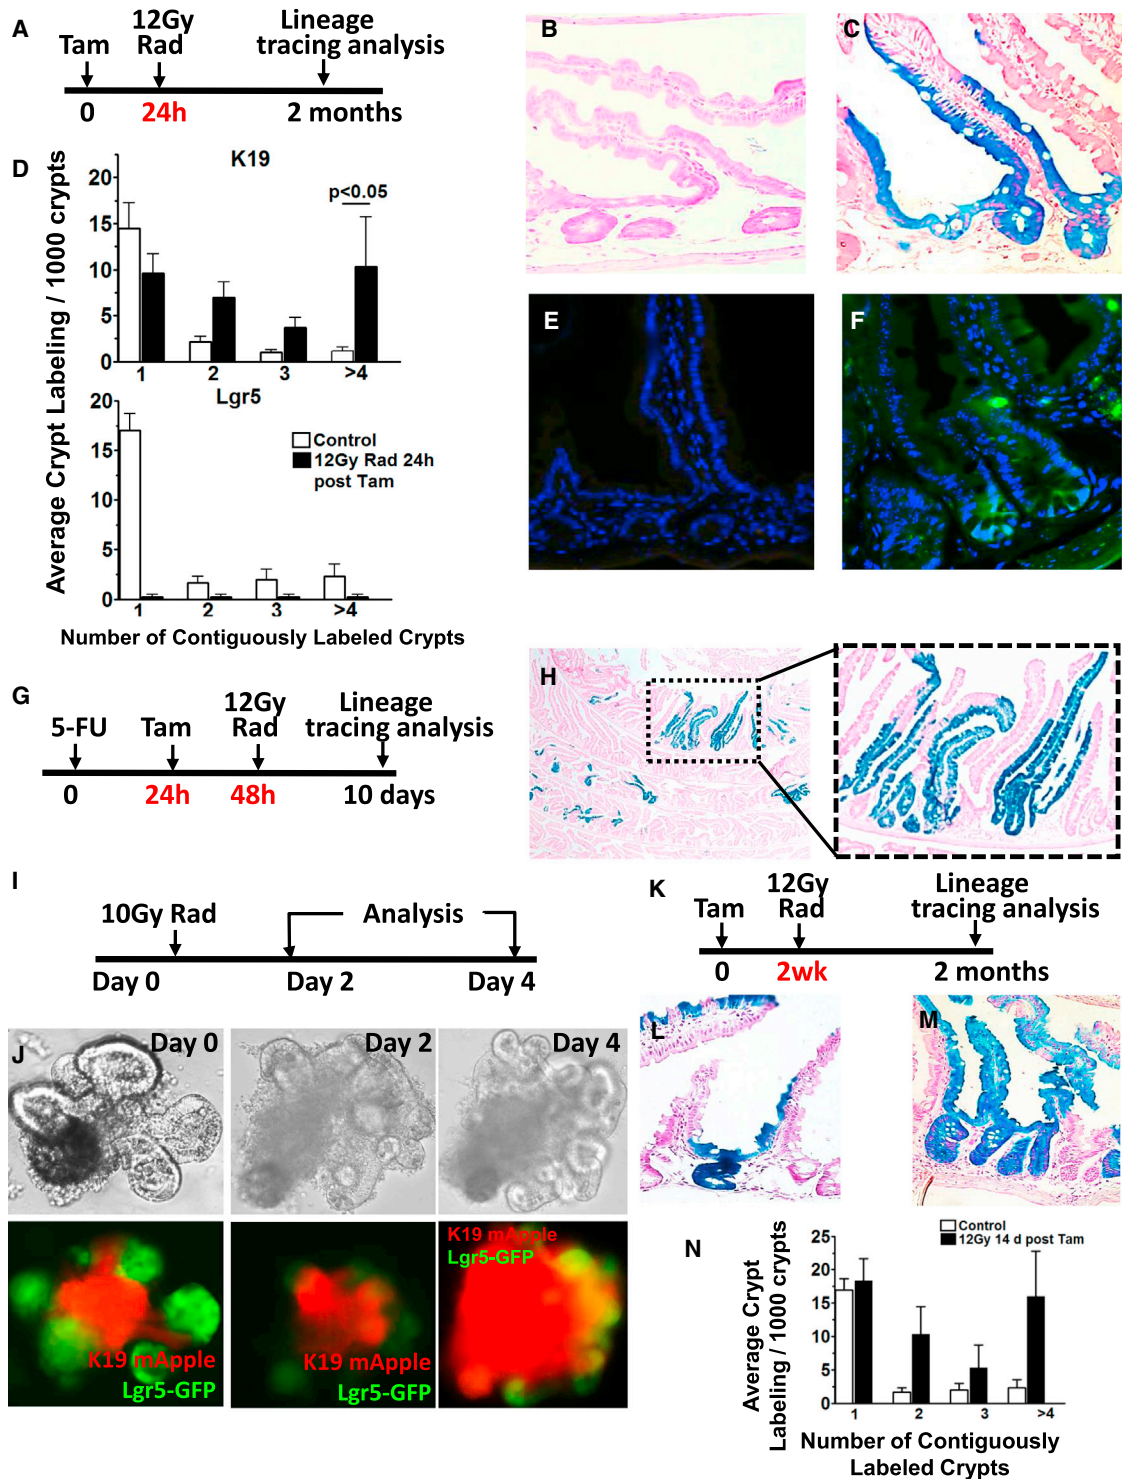 A
12Gy
Tam Rad
Lineage
tracing analysis
0 24h 2 months
B
C
D
K19
p<0.05
20
15
10
5
0
1 2 3 >4
Lgr5
20
15
10
5
0
Control
12Gy Rad 24h
post Tam
1 2 3 >4
Average Crypt Labeling / 1000 crypts
Number of Contiguously Labeled Crypts
E
F
G
5-FU Tam
12Gy
Rad
Lineage
tracing analysis
0 24h 48h 10 days
H
I
10Gy Rad Analysis
Day 0 Day 2 Day 4
J
Day 0
Day 2
Day 4
K19 mApple
Lgr5-GFP
K19 mApple
Lgr5-GFP
K19 mApple
Lgr5-GFP
K
Tam
12Gy
Rad
Lineage
tracing analysis
0 2wk 2 months
L
M
N
Control
12Gy 14 d post Tam
25
20
15
10
5
0
1 2 3 >4
Average Crypt
Labeling / 1000 crypts
Number of Contiguously
Labeled Crypts